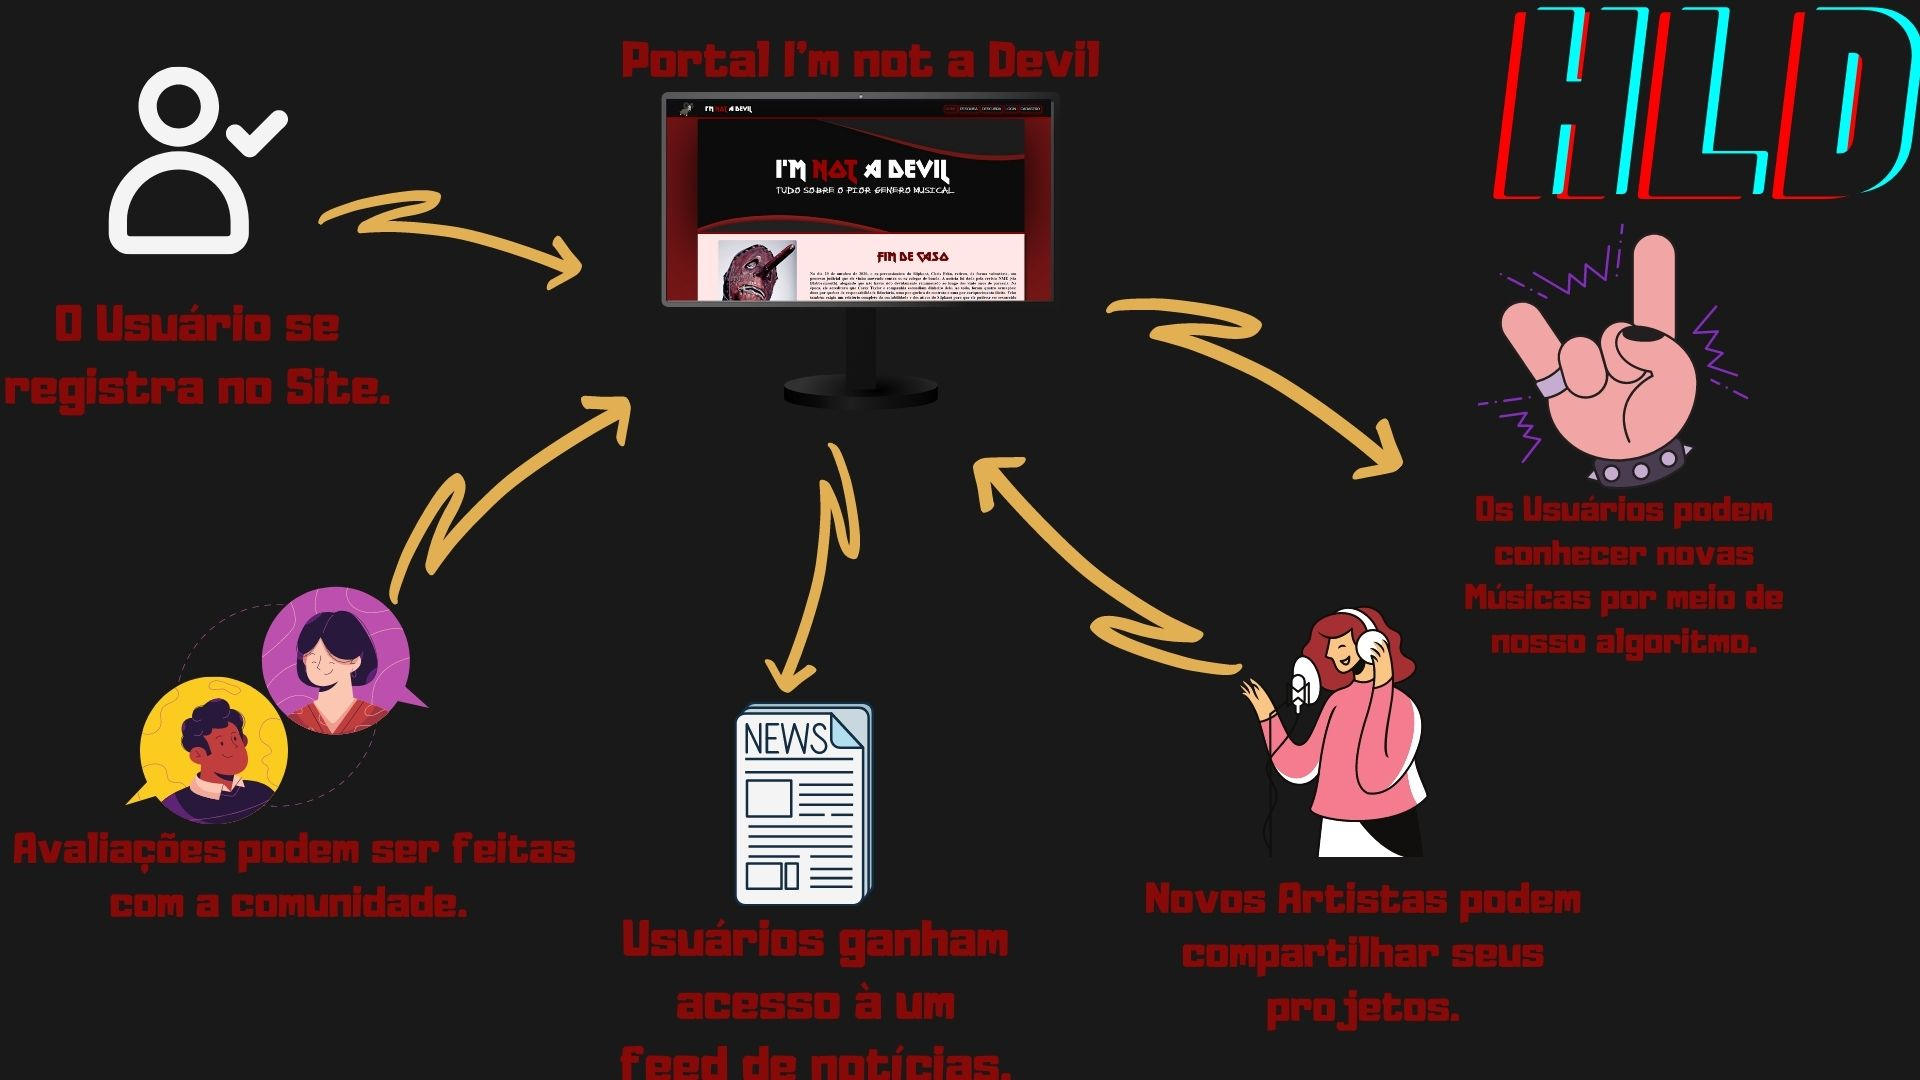 HLD
Portal I'm not a Devil
I'M NOT A DEVIL
I'M NOT A DEVIL
TUDO SOBRE O PIOR GENERO MUSICAL
FIM DE CASO
O Usuário se
registra no Site.
Os Usuários podem
conhecer novas
Músicas por meio de
nosso algoritmo.
NEWS
Avaliações podem ser feitas
com a comunidade.
Usuários ganham
acesso à um
feed de notícias.
Novos Artistas podem
compartilhar seus
projetos.